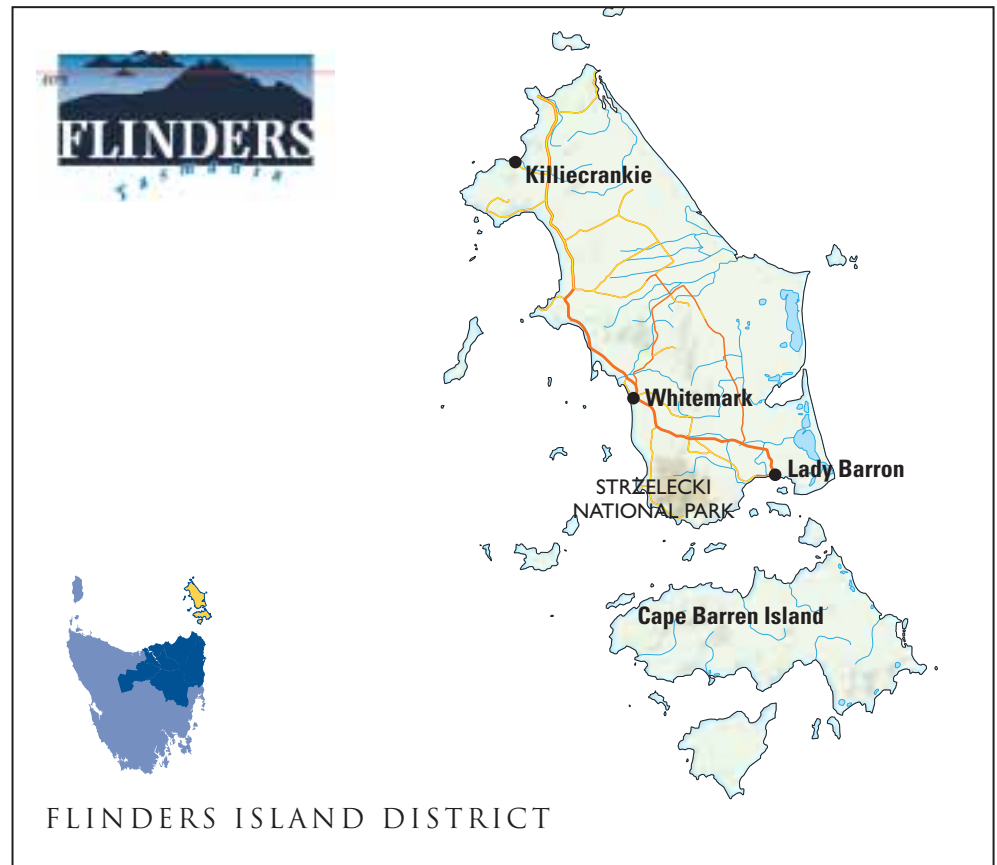 FLINDERS
Tasmania
Killiecrankie
Whitemark
Lady Barron
STRZELECKI
NATIONAL PARK
Cape Barren Island
FLINDERS ISLAND DISTRICT